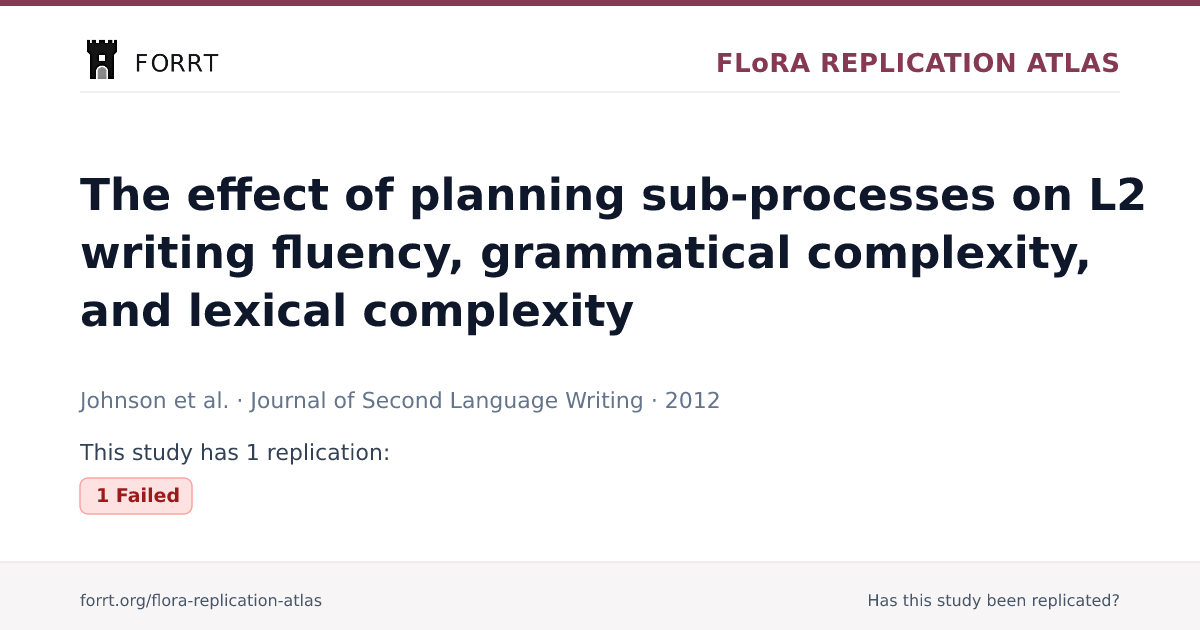 FORRT
FLoRA REPLICATION ATLAS
The effect of planning sub-processes on L2
writing fluency, grammatical complexity,
and lexical complexity
Johnson et al. · Journal of Second Language Writing · 2012
This study has 1 replication:
1 Failed
forrt.org/flora-replication-atlas
Has this study been replicated?